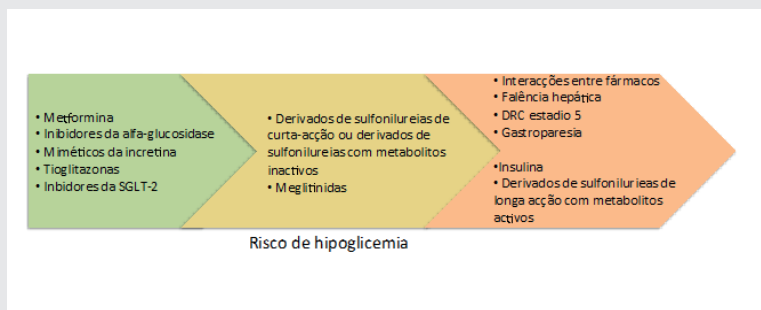 • Metformina
• Inibidores da alfa-glucosidase
• Miméticos da incretina
• Tioglitazonas
• Inbidores da SGLT-2
• Derivados de sulfonilureias de
curta-acção ou derivados de
sulfonilureias com metabolitos
inactivos
• Meglitinidas
• Interacções entre fármacos
• Falência hepática
• DRC estadio 5
• Gastroparesia
•Insulina
• Derivados de sulfonilurieas de
longa acção com metabolitos
activos
Risco de hipoglicemia